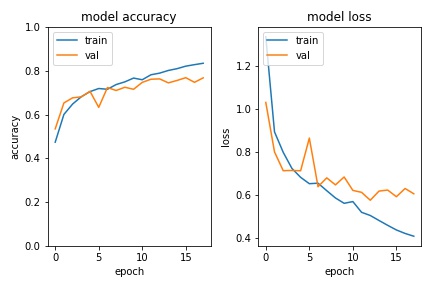 model accuracy
train
val
accuracy
1.0
0.8
0.6
0.4
0.2
0.0
0 5 10 15
epoch
model loss
train
val
loss
1.2
1.0
0.8
0.6
0.4
0 5 10 15
epoch